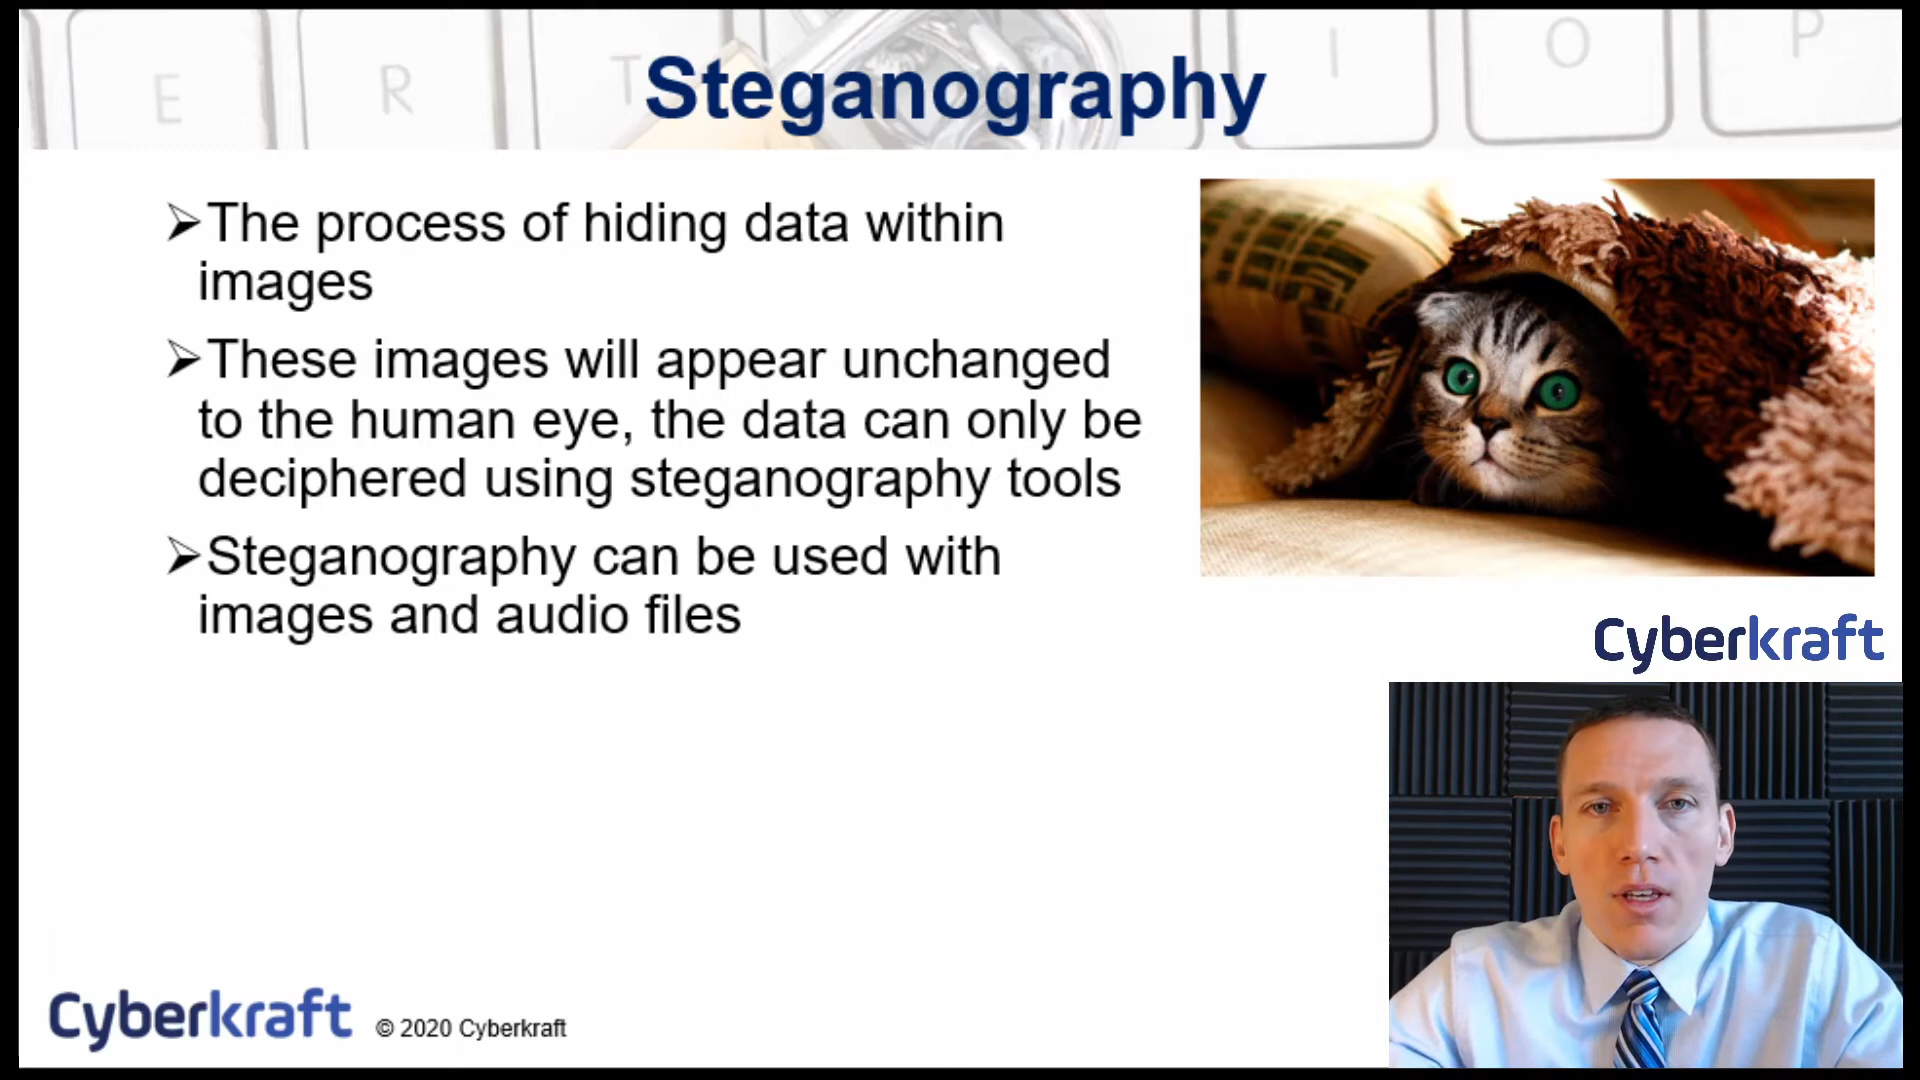 E R T I O P
Steganography
➢The process of hiding data within
images
➢These images will appear unchanged
to the human eye, the data can only be
deciphered using steganography tools
➢Steganography can be used with
images and audio files
Cyberkraft
Cyberkraft © 2020 Cyberkraft